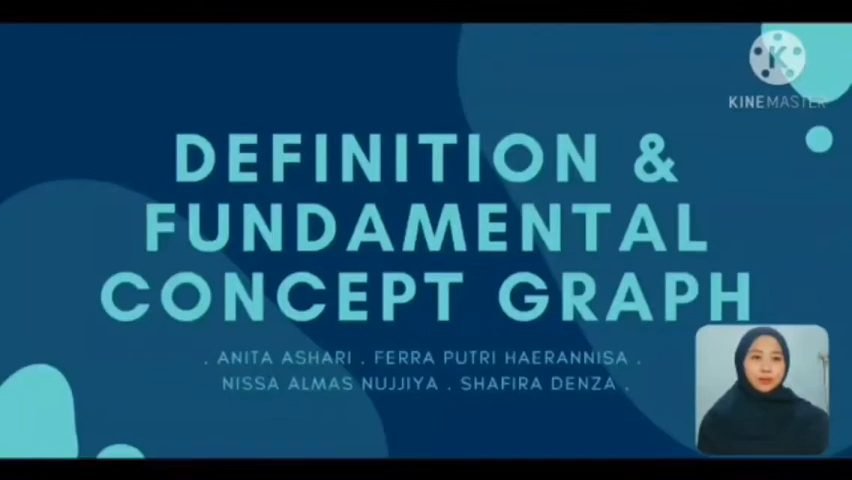 KINEMASTER
DEFINITION &
FUNDAMENTAL
CONCEPT GRAPH
. ANITA ASHARI . FERRA PUTRI HAERANNISA .
NISSA ALMAS NUJJIYA . SHAFIRA DENZA .